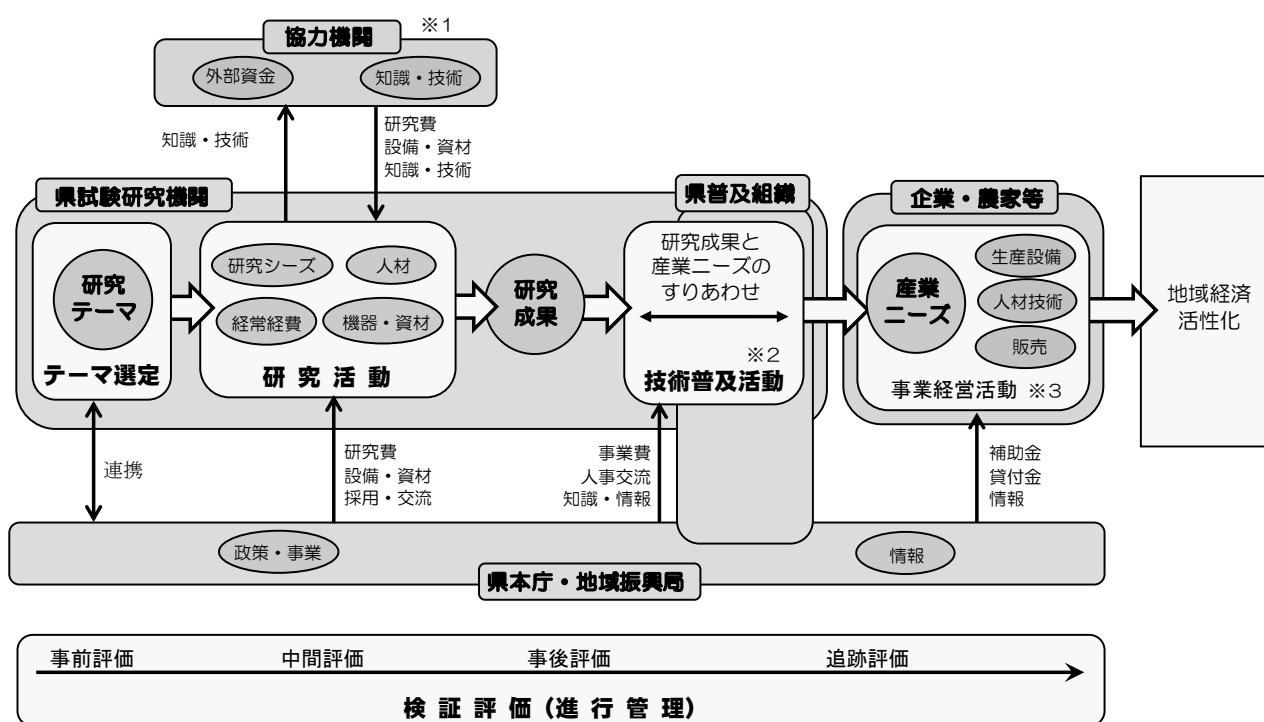 協力機関
※１
外部資金
知識・技術
知識・技術
研究費
設備・資材
知識・技術
県試験研究機関
県普及組織
企業・農家等
研究
テーマ
テーマ選定
研究シーズ
人材
経常経費
機器・資材
研 究 活 動
研究
成果
研究成果と
産業ニーズの
すりあわせ
※２
技術普及活動
産業
ニーズ
生産設備
人材技術
販売
事業経営活動 ※３
地域経済
活性化
連携
研究費
設備・資材
採用・交流
事業費
人事交流
知識・情報
補助金
貸付金
情報
政策・事業
情報
県本庁・地域振興局
事前評価
中間評価
事後評価
追跡評価
検 証 評 価（進 行 管 理）